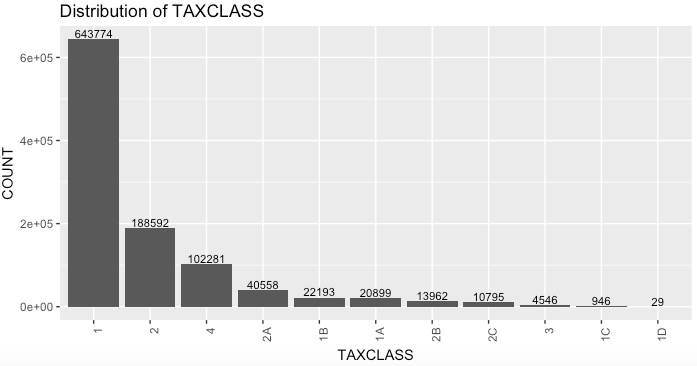 Distribution of TAXCLASS
COUNT
6e+05
4e+05
2e+05
0e+00
643774
188592
102281
40558
22193
20899
13962
10795
4546
946
29
1
2
4
2A
1B
1A
2B
2C
3
1C
1D
TAXCLASS